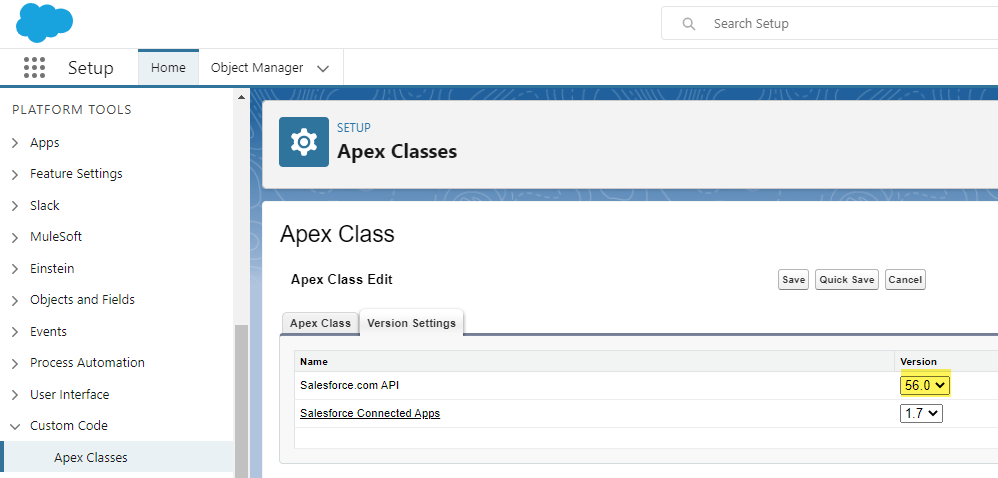 Search Setup
Setup
Home
Object Manager
PLATFORM TOOLS
Apps
Feature Settings
Slack
MuleSoft
Einstein
Objects and Fields
Events
Process Automation
User Interface
Custom Code
Apex Classes
SETUP
Apex Classes
Apex Class
Apex Class Edit
Save Quick Save Cancel
Apex Class Version Settings
Name Version
Salesforce.com API 56.0
Salesforce Connected Apps 1.7